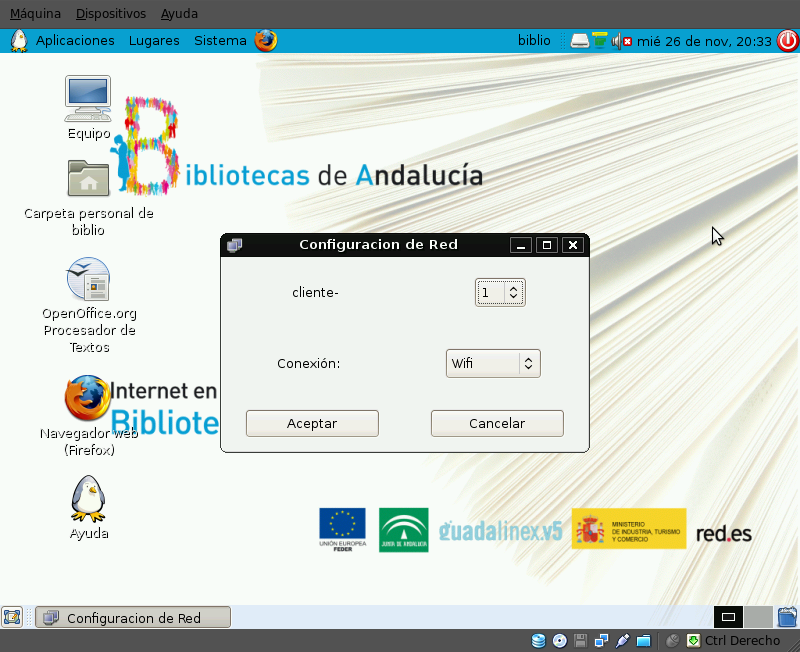 Máquina Dispositivos Ayuda
Aplicaciones Lugares Sistema biblio mié 26 de nov, 20:33
Equipo
Bibliotecas de Andalucía
Carpeta personal de
biblio
Configuracion de Red
cliente- 1
OpenOffice.org
Procesador de
Textos
Conexión: Wifi
Internet en
Bibliote
Aceptar Cancelar
Navegador web
(Firefox)
Ayuda
UNIÓN EUROPEA
FEDER
JUNTA DE ANDALUCIA
guadalinex.v5
MINISTERIO
DE INDUSTRIA, TURISMO
Y COMERCIO
red.es
Configuracion de Red
Ctrl Derecho